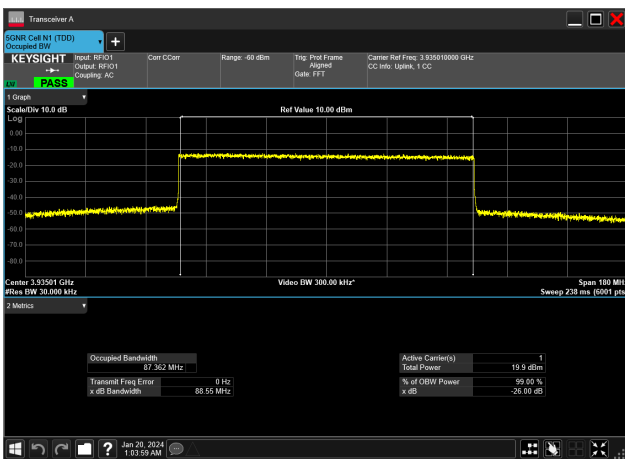 Transceiver A
5GNR Cell N1 (TDD)
Occupied BW
KEYSIGHT
PASS
Input: RFIO1
Output: RFIO1
Coupling: AC
Corr CCorr
Range: -60 dBm
Trig: Prot Frame
Aligned
Gate: FFT
Carrier Ref Freq: 3.935010000 GHz
CC Info: Uplink, 1 CC
1 Graph
Scale/Div 10.0 dB
Ref Value 10.00 dBm
Log
0.00
-10.0
-20.0
-30.0
-40.0
-50.0
-60.0
-70.0
-80.0
Center 3.93501 GHz
Video BW 300.00 kHz*
Span 180 MH
#Res BW 30.000 kHz
Sweep 238 ms (6001 pts
2 Metrics
Occupied Bandwidth
87.362 MHz
Active Carrier(s) 1
Total Power 19.9 dBm
Transmit Freq Error 0 Hz
x dB Bandwidth 88.55 MHz
% of OBW Power 99.00 %
x dB -26.00 dB
Jan 20, 2024
1:03:59 AM